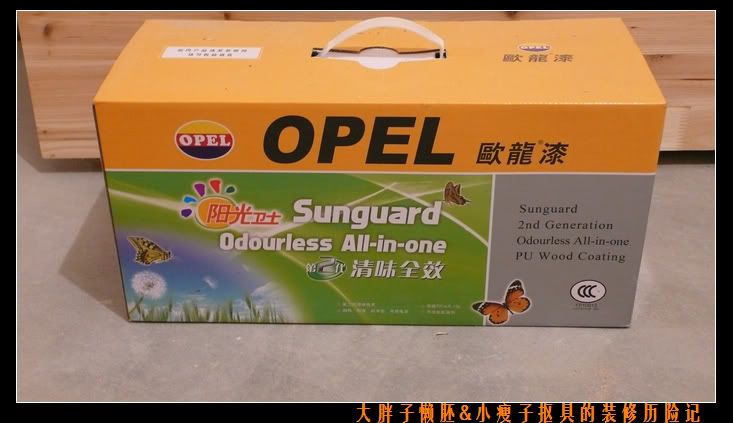 OPEL
歐龍漆
OPEL
OPEL
歐龍®漆
阳光卫士
Sunguard
Odourless All-in-one
第2代 清味全效
Sunguard
2nd Generation
Odourless All-in-one
PU Wood Coating
CCC
大胖子懒胚&小瘦子抠具的装修历险记